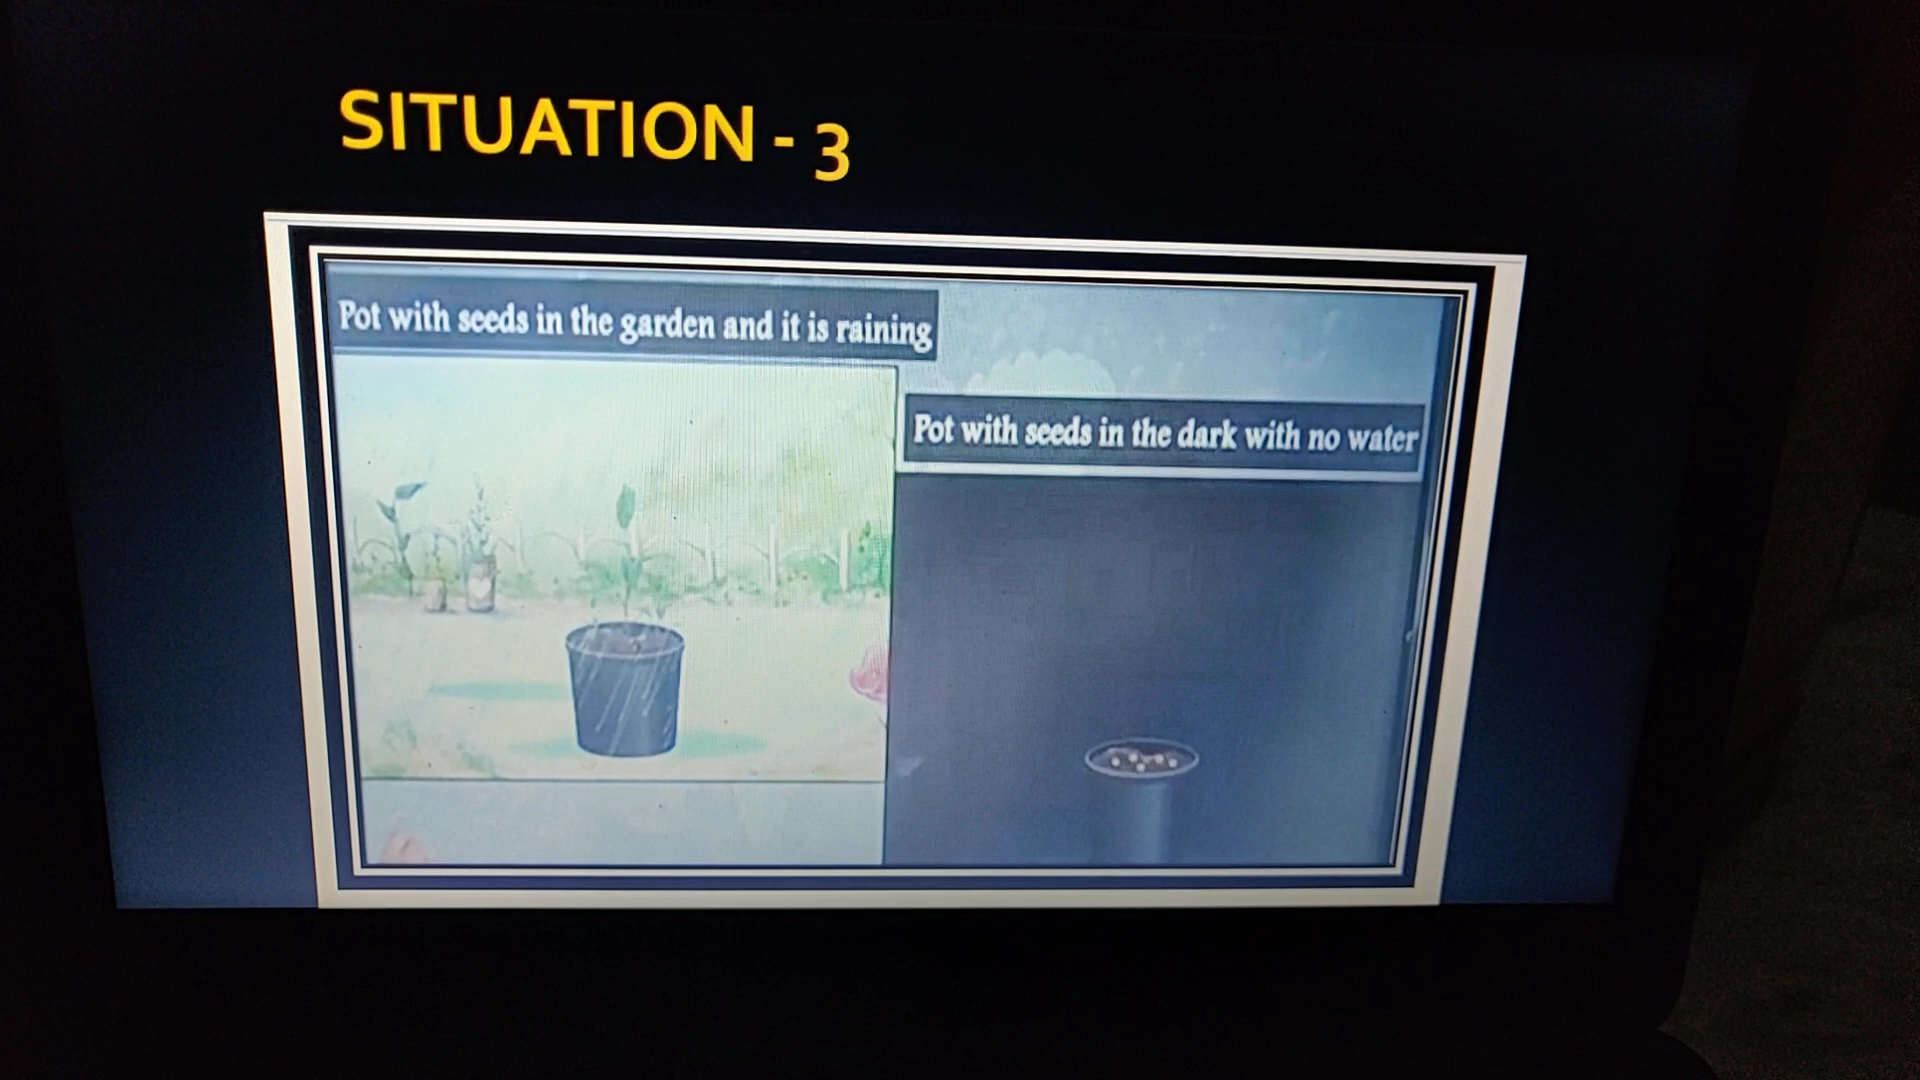 SITUATION - 3
Pot with seeds in the garden and it is raining
Pot with seeds in the dark with no water